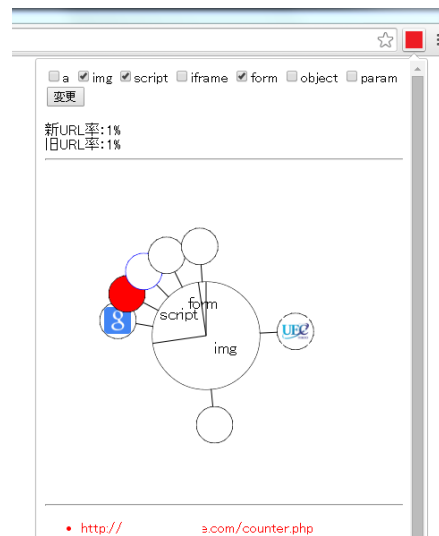 a img script iframe form object param
変更
新URL率:1%
旧URL率:1%
form
script
img
8
UEC
http:// e.com/counter.php